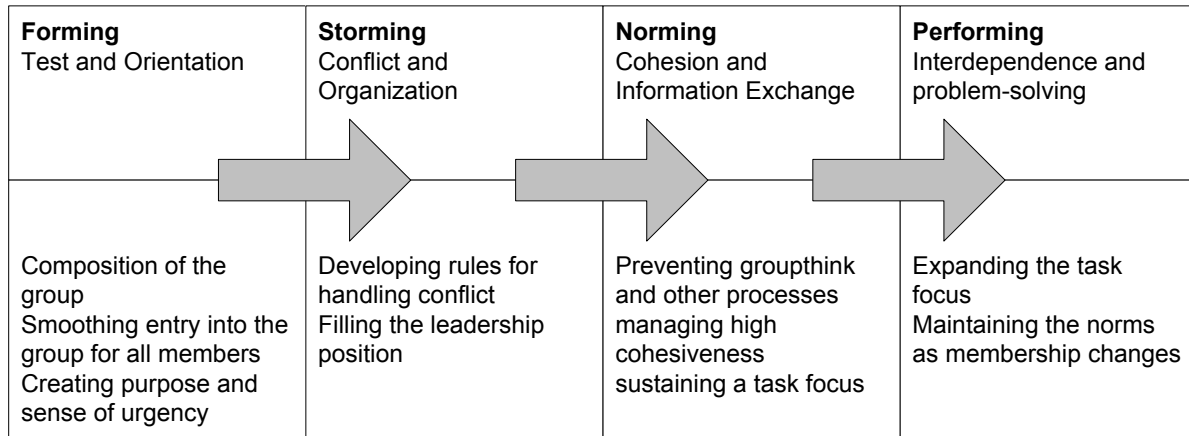 Forming
Test and Orientation
Storming
Conflict and
Organization
Norming
Cohesion and
Information Exchange
Performing
Interdependence and
problem-solving
Composition of the
group
Smoothing entry into the
group for all members
Creating purpose and
sense of urgency
Developing rules for
handling conflict
Filling the leadership
position
Preventing groupthink
and other processes
managing high
cohesiveness
sustaining a task focus
Expanding the task
focus
Maintaining the norms
as membership changes